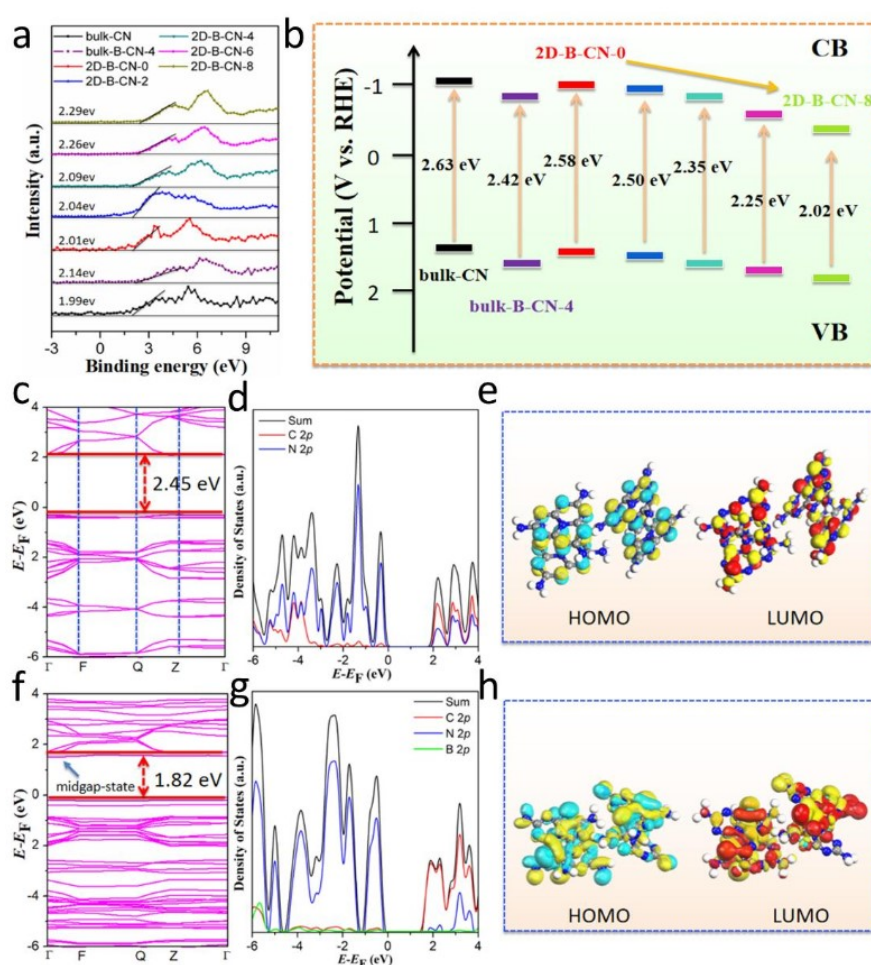 a
bulk-CN
bulk-B-CN-4
2D-B-CN-0
2D-B-CN-2
2D-B-CN-4
2D-B-CN-6
2D-B-CN-8
2.29ev
2.26ev
2.09ev
2.04ev
2.01ev
2.14ev
1.99ev
Intensity (a.u.)
-3 0 3 6 9
Binding energy (eV)
b
CB
2D-B-CN-0
2D-B-CN-8
-1
0
1
2
Potential (V vs. RHE)
2.63 eV
2.42 eV
2.58 eV
2.50 eV
2.35 eV
2.25 eV
2.02 eV
bulk-CN
bulk-B-CN-4
VB
c
4
2
0
-2
-4
-6
E-EF (eV)
2.45 eV
Γ F Q Z Γ
d
Sum
C 2p
N 2p
Density of States (a.u.)
-6 -4 -2 0 2 4
E-EF (eV)
e
HOMO LUMO
f
4
2
0
-2
-4
-6
E-EF (eV)
midgap-state
1.82 eV
Γ F Q Z Γ
g
Sum
C 2p
N 2p
B 2p
Density of States (a.u.)
-6 -4 -2 0 2 4
E-EF (eV)
h
HOMO LUMO